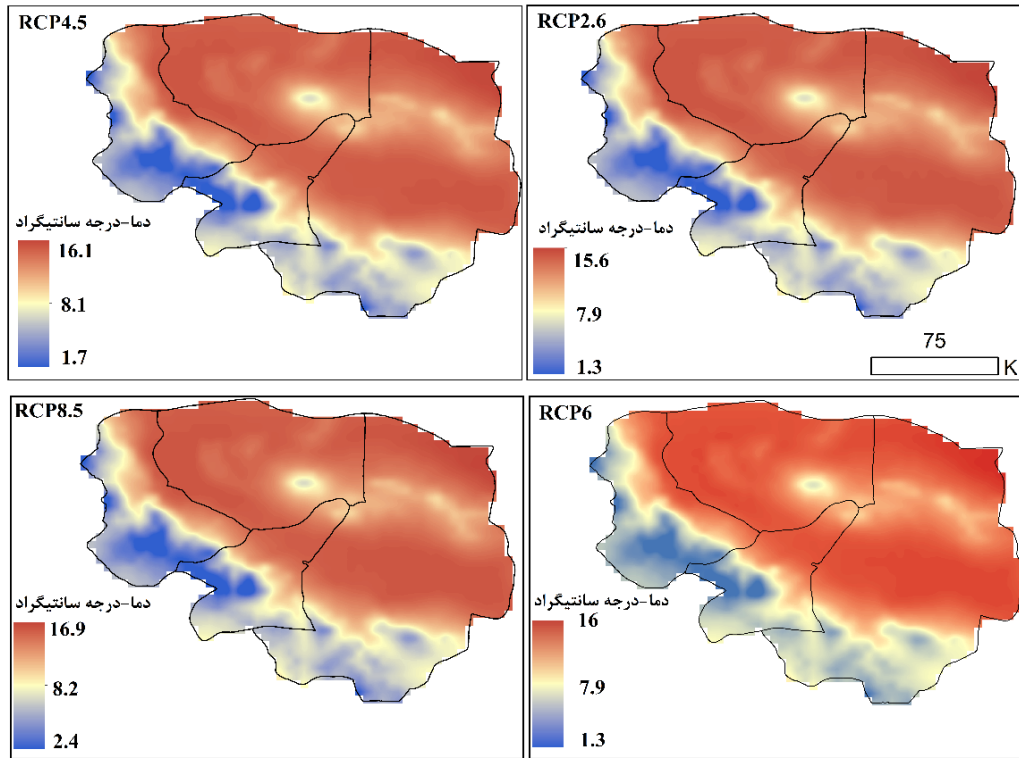 RCP4.5
دما-درجه سانتیگراد
16.1
8.1
1.7
RCP2.6
دما-درجه سانتیگراد
15.6
7.9
1.3
75
K
RCP8.5
دما-درجه سانتیگراد
16.9
8.2
2.4
RCP6
دما-درجه سانتیگراد
16
7.9
1.3